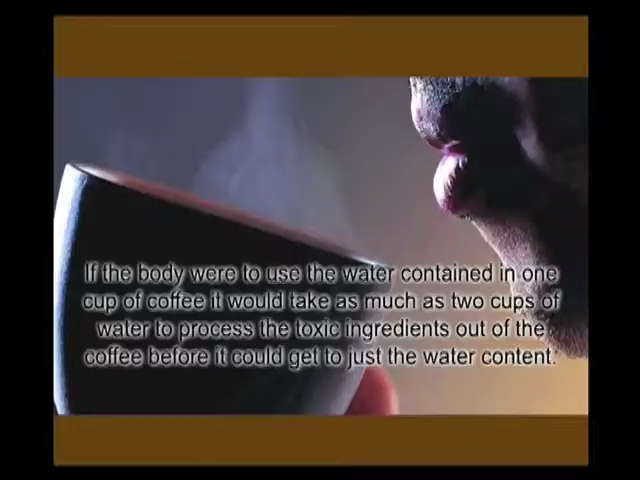 If the body were to use the water contained in one
cup of coffee it would take as much as two cups of
water to process the toxic ingredients out of the
coffee before it could get to just the water content.